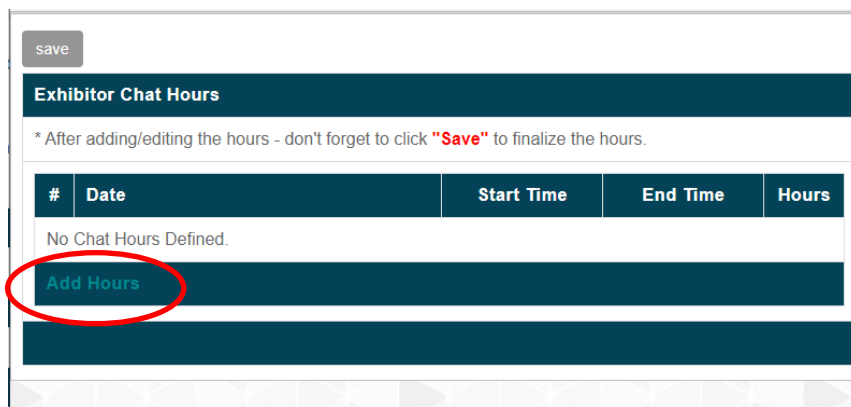 save
Exhibitor Chat Hours
* After adding/editing the hours - don't forget to click "Save" to finalize the hours.
# Date Start Time End Time Hours
No Chat Hours Defined.
Add Hours